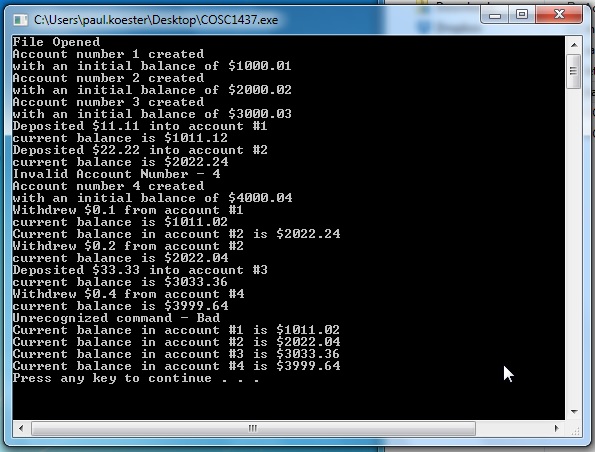 C:\Users\paul.koester\Desktop\COSC1437.exe
File Opened
Account number 1 created
with an initial balance of $1000.01
Account number 2 created
with an initial balance of $2000.02
Account number 3 created
with an initial balance of $3000.03
Deposited $11.11 into account #1
current balance is $1011.12
Deposited $22.22 into account #2
current balance is $2022.24
Invalid Account Number - 4
Account number 4 created
with an initial balance of $4000.04
Withdrew $0.1 from account #1
current balance is $1011.02
Current balance in account #2 is $2022.24
Withdrew $0.2 from account #2
current balance is $2022.04
Deposited $33.33 into account #3
current balance is $3033.36
Withdrew $0.4 from account #4
current balance is $3999.64
Unrecognized command - Bad
Current balance in account #1 is $1011.02
Current balance in account #2 is $2022.04
Current balance in account #3 is $3033.36
Current balance in account #4 is $3999.64
Press any key to continue . . .